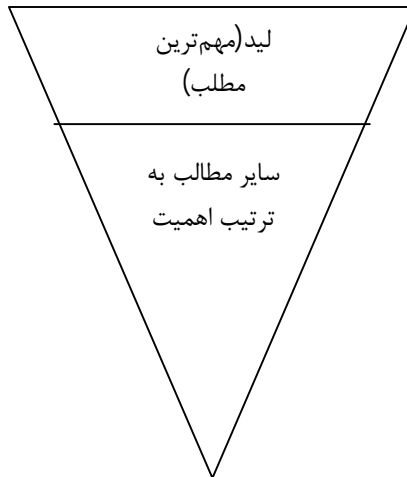 لید(مهم‌ترین
مطلب)
سایر مطالب به
ترتیب اهمیت